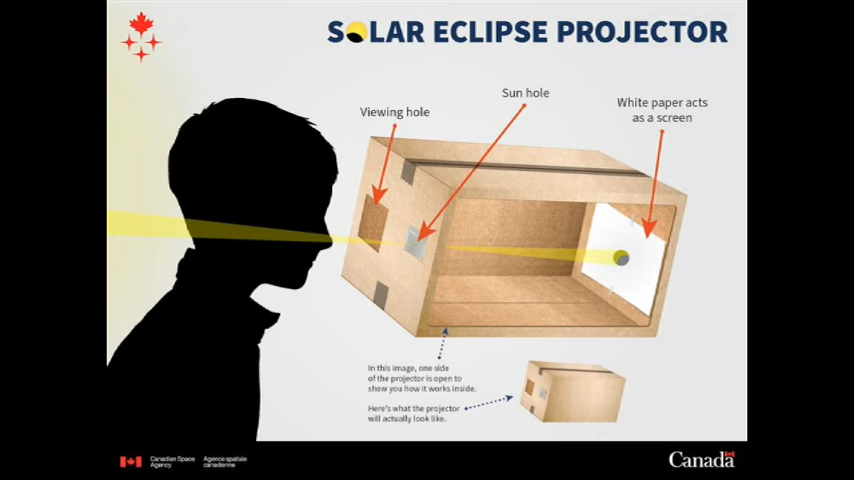 SOLAR ECLIPSE PROJECTOR
Sun hole
Viewing hole
White paper acts
as a screen
In this image, one side
of the projector is open to
show you how it works inside.
Here's what the projector
will actually look like.
Canadian Space
Agency
Agence spatiale
canadienne
Canada